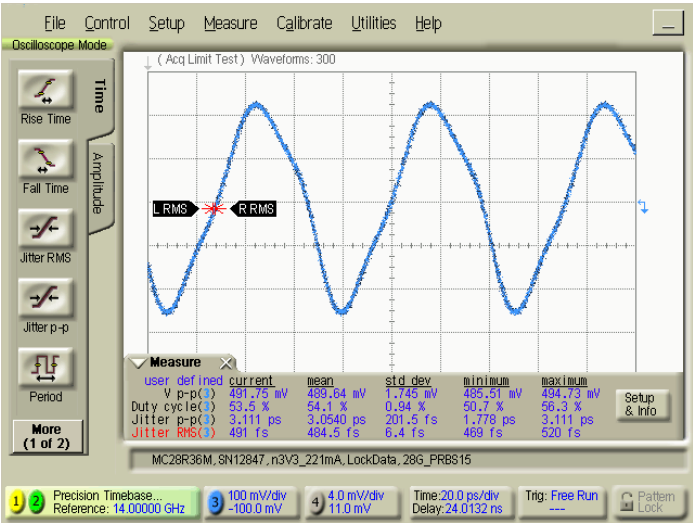 File Control Setup Measure Calibrate Utilities Help
Oscilloscope Mode
( Acq Limit Test ) Waveforms: 300
Time
Amplitude
Rise Time
Fall Time
Jitter RMS
Jitter p-p
Period
More
(1 of 2)
L RMS R RMS
Measure
user defined current mean std dev minimum maximum
V p-p(3) 491.75 mV 489.64 mV 1.745 mV 485.51 mV 494.73 mV
Duty cycle(3) 53.5 % 54.1 % 0.94 % 50.7 % 56.3 %
Jitter p-p(3) 3.111 ps 3.0540 ps 201.5 fs 1.778 ps 3.111 ps
Jitter RMS(3) 491 fs 484.5 fs 6.4 fs 469 fs 520 fs
Setup
& Info
MC28R36M, SN12847, n3V3_221mA, LockData, 28G_PRBS15
1 2 Precision Timebase...
Reference: 14.00000 GHz
3 100 mV/div
-100.0 mV
4 4.0 mV/div
11.0 mV
Time:20.0 ps/div
Delay:24.0132 ns
Trig: Free Run
---
Pattern
Lock